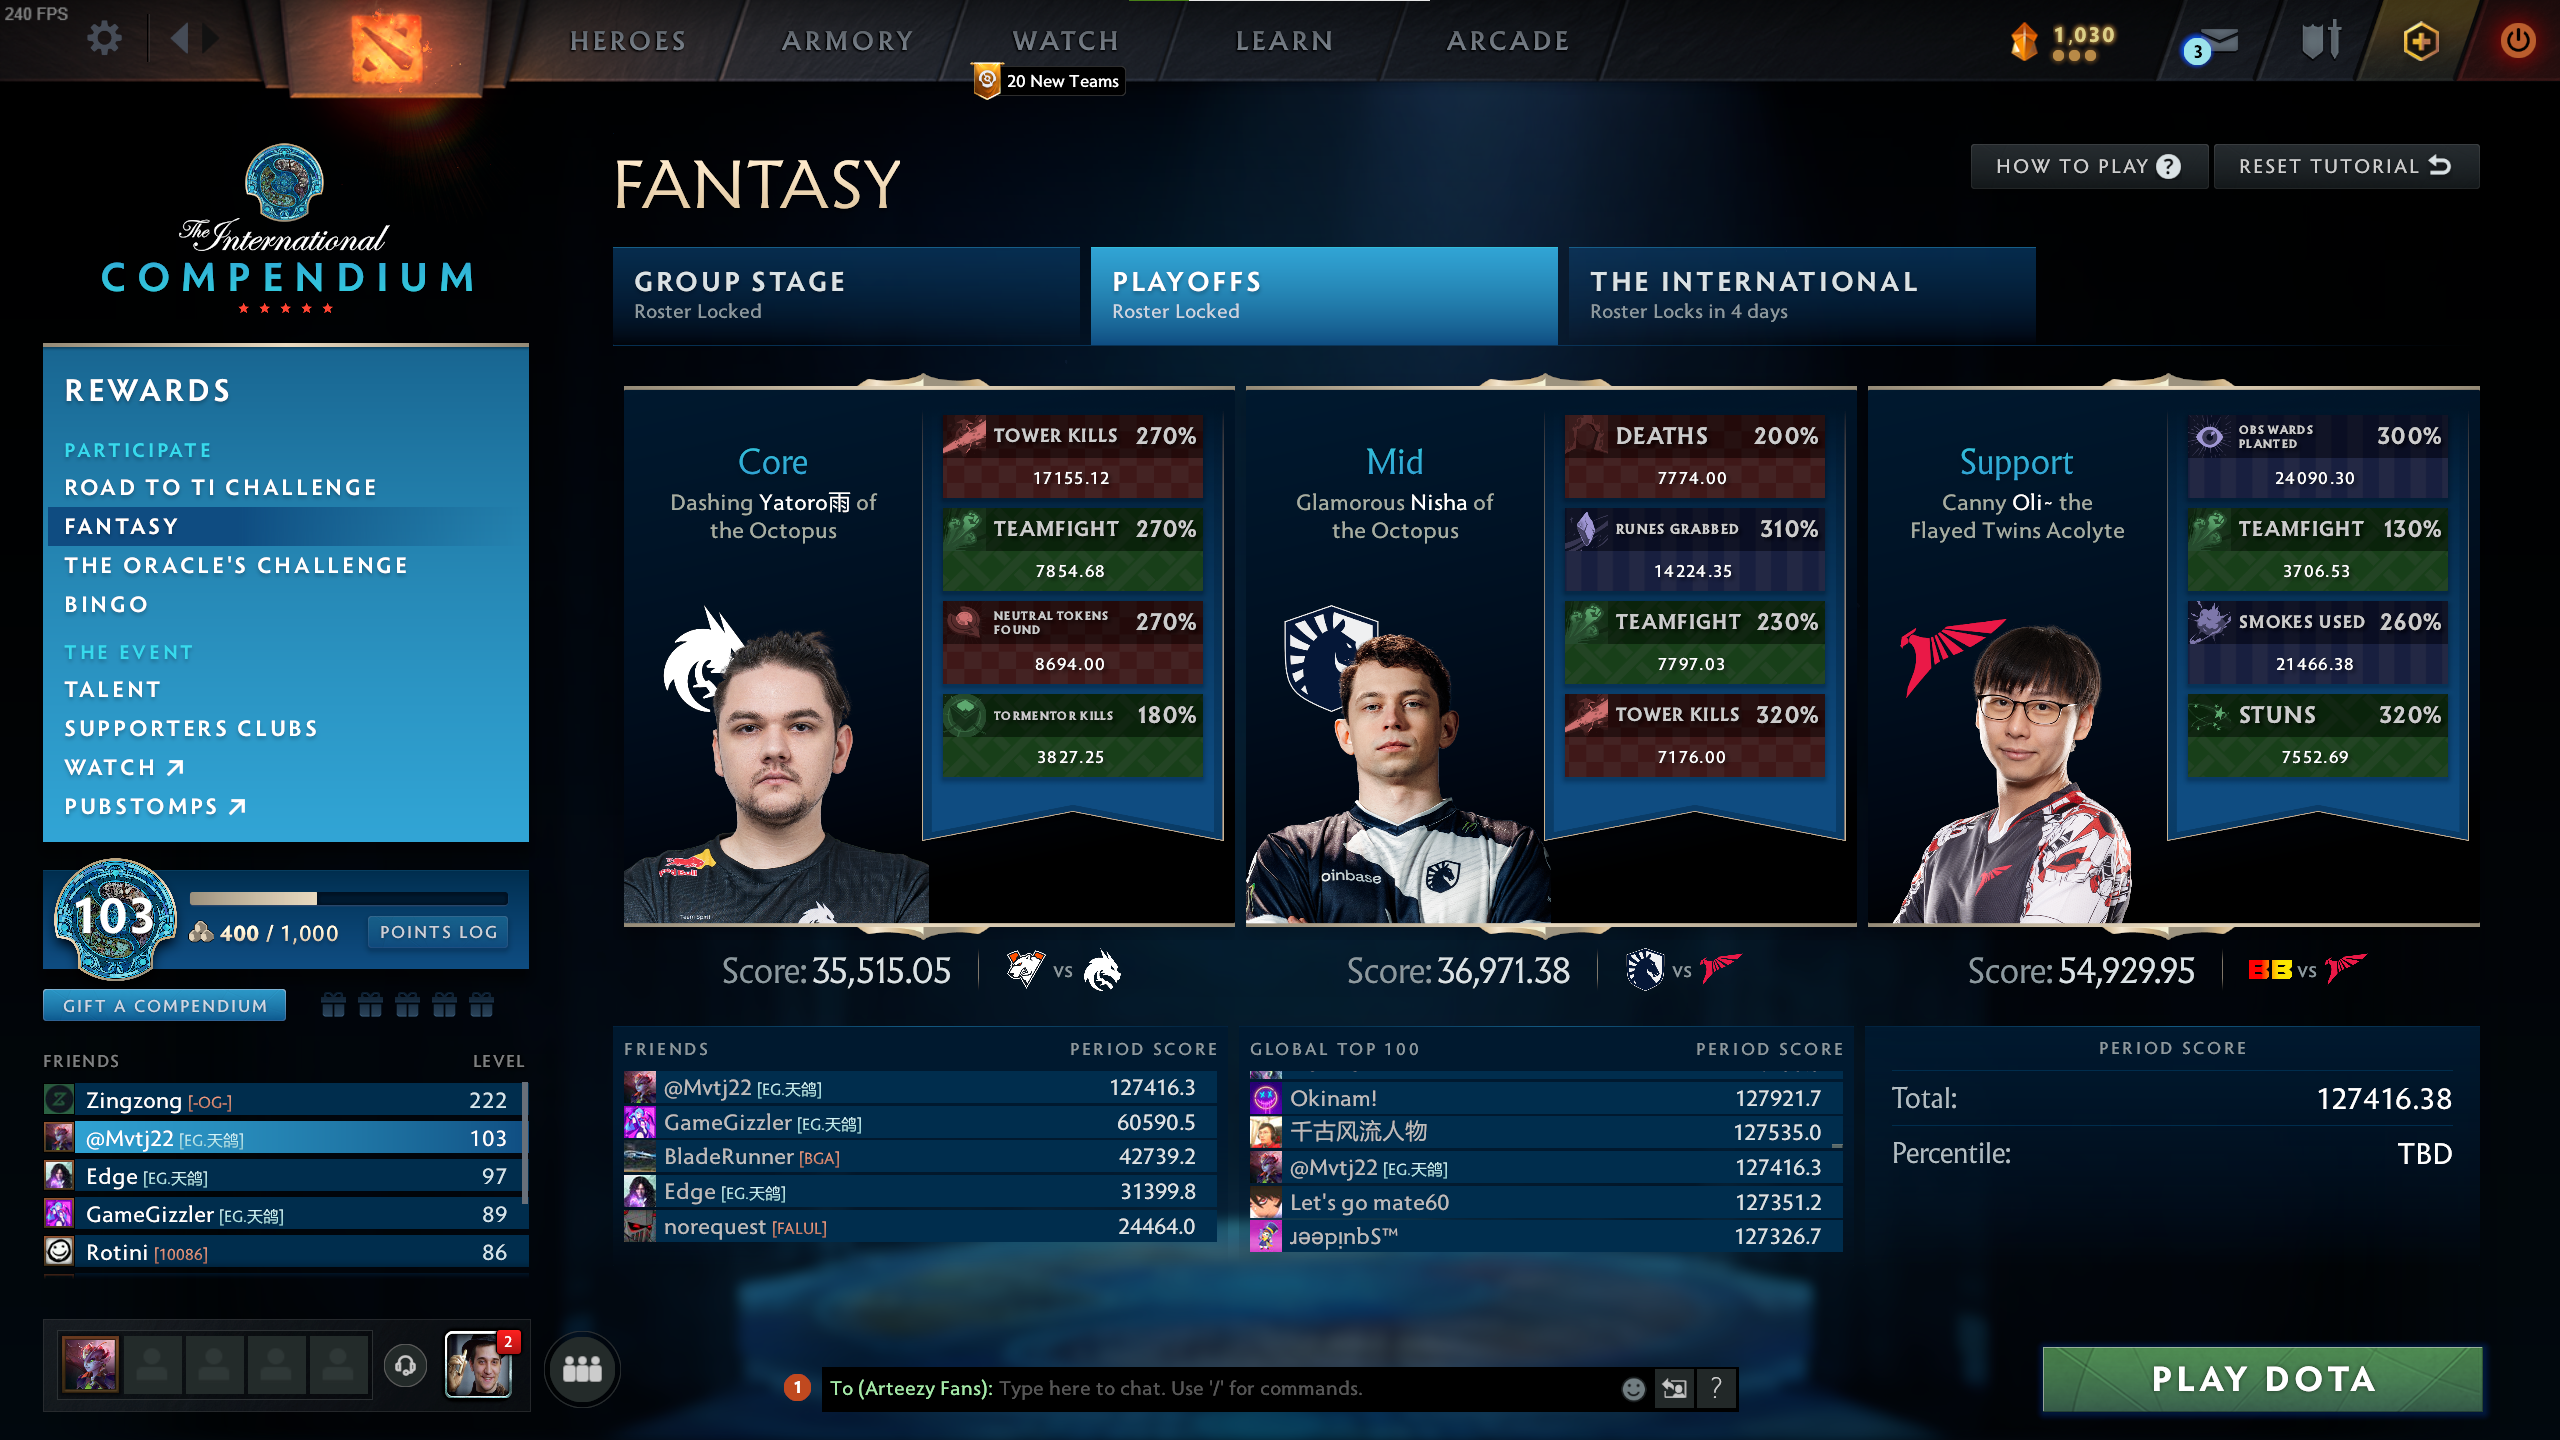 240 FPS
HEROES
ARMORY
WATCH
LEARN
ARCADE
1,030
3
20 New Teams
The International
COMPENDIUM
REWARDS
PARTICIPATE
ROAD TO TI CHALLENGE
FANTASY
THE ORACLE'S CHALLENGE
BINGO
THE EVENT
TALENT
SUPPORTERS CLUBS
WATCH
PUBSTOMPS
103
400 / 1,000
POINTS LOG
GIFT A COMPENDIUM
FRIENDS LEVEL
Zingzong [-OG-] 222
@Mvtj22 [EG.天鸽] 103
Edge [EG.天鸽] 97
GameGizzler [EG.天鸽] 89
Rotini [10086] 86
FANTASY
HOW TO PLAY ?
RESET TUTORIAL
GROUP STAGE
Roster Locked
PLAYOFFS
Roster Locked
THE INTERNATIONAL
Roster Locks in 4 days
Core
Dashing Yatoro雨 of
the Octopus
TOWER KILLS 270%
17155.12
TEAMFIGHT 270%
7854.68
NEUTRAL TOKENS
FOUND
270%
8694.00
TORMENTOR KILLS 180%
3827.25
Red Bull
Team Spirit
Score: 35,515.05
vs
Mid
Glamorous Nisha of
the Octopus
DEATHS 200%
7774.00
RUNES GRABBED 310%
14224.35
TEAMFIGHT 230%
7797.03
TOWER KILLS 320%
7176.00
oinbase
Score: 36,971.38
vs
Support
Canny Oli~ the
Flayed Twins Acolyte
OBS WARDS
PLANTED
300%
24090.30
TEAMFIGHT 130%
3706.53
SMOKES USED 260%
21466.38
STUNS 320%
7552.69
Score: 54,929.95
BB vs
FRIENDS PERIOD SCORE
@Mvtj22 [EG.天鸽] 127416.3
GameGizzler [EG.天鸽] 60590.5
BladeRunner [BGA] 42739.2
Edge [EG.天鸽] 31399.8
norequest [FALUL] 24464.0
GLOBAL TOP 100 PERIOD SCORE
Okinam! 127921.7
千古风流人物 127535.0
@Mvtj22 [EG.天鸽] 127416.3
Let's go mate60 127351.2
ɹǝǝpᴉnbS™ 127326.7
PERIOD SCORE
Total: 127416.38
Percentile: TBD
2
1
To (Arteezy Fans): Type here to chat. Use '/' for commands.
?
PLAY DOTA